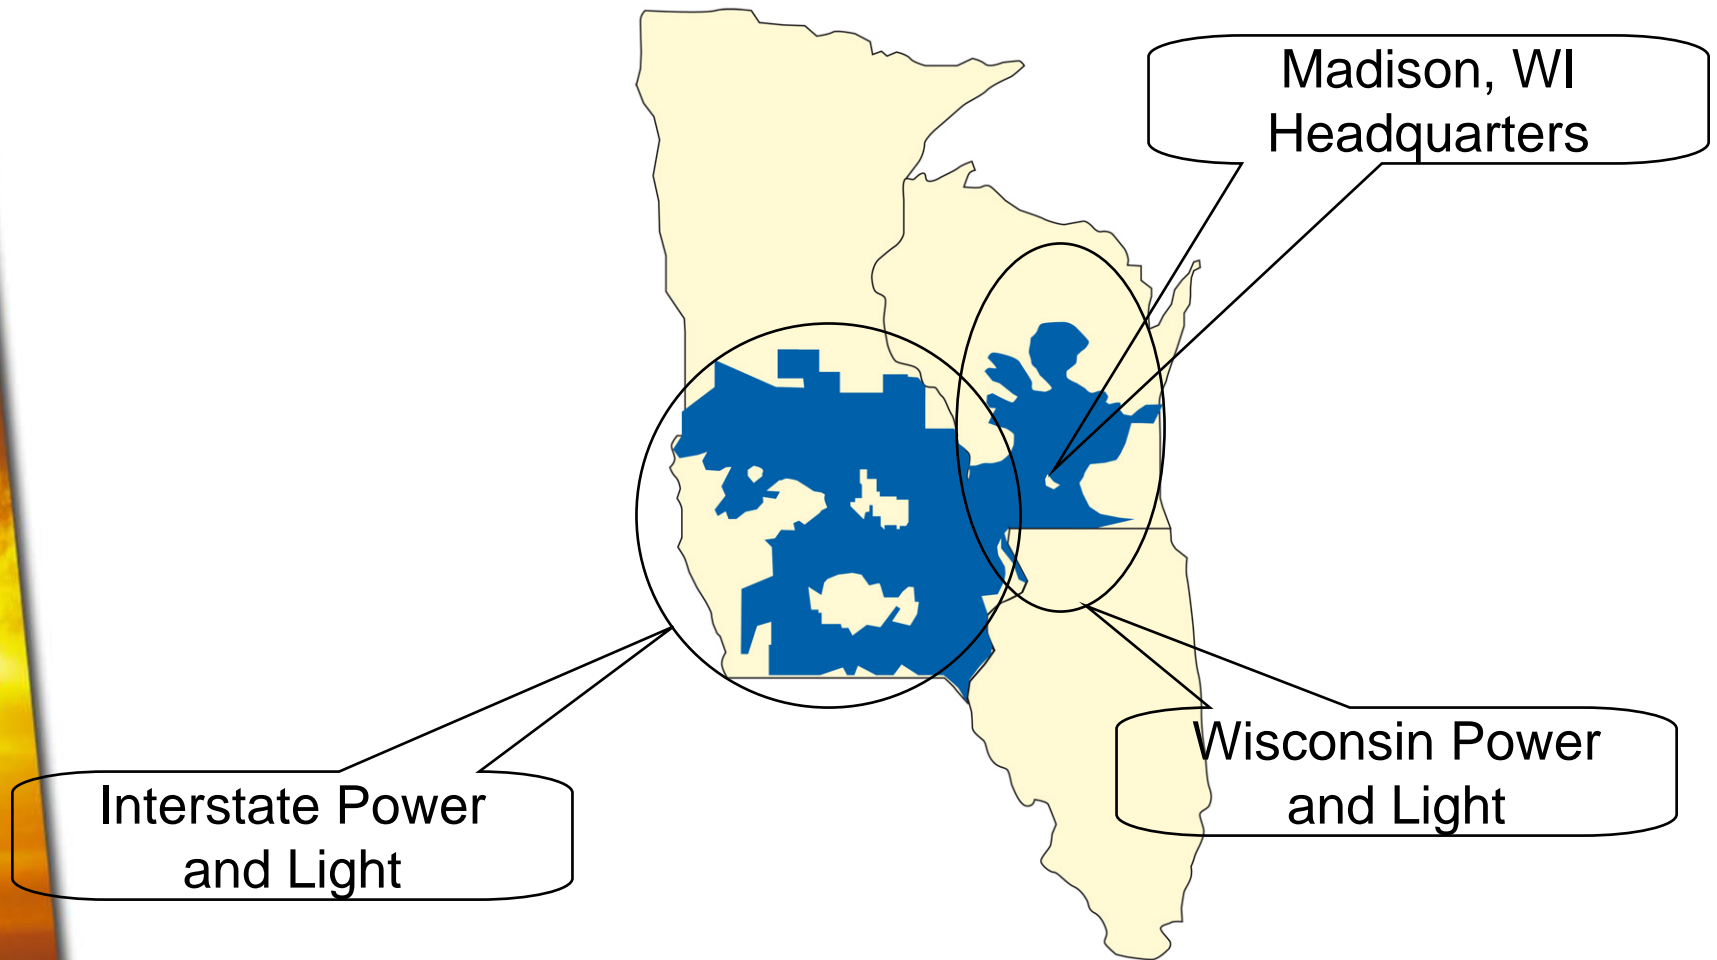 Madison, WI
Headquarters
Wisconsin Power
and Light
Interstate Power
and Light